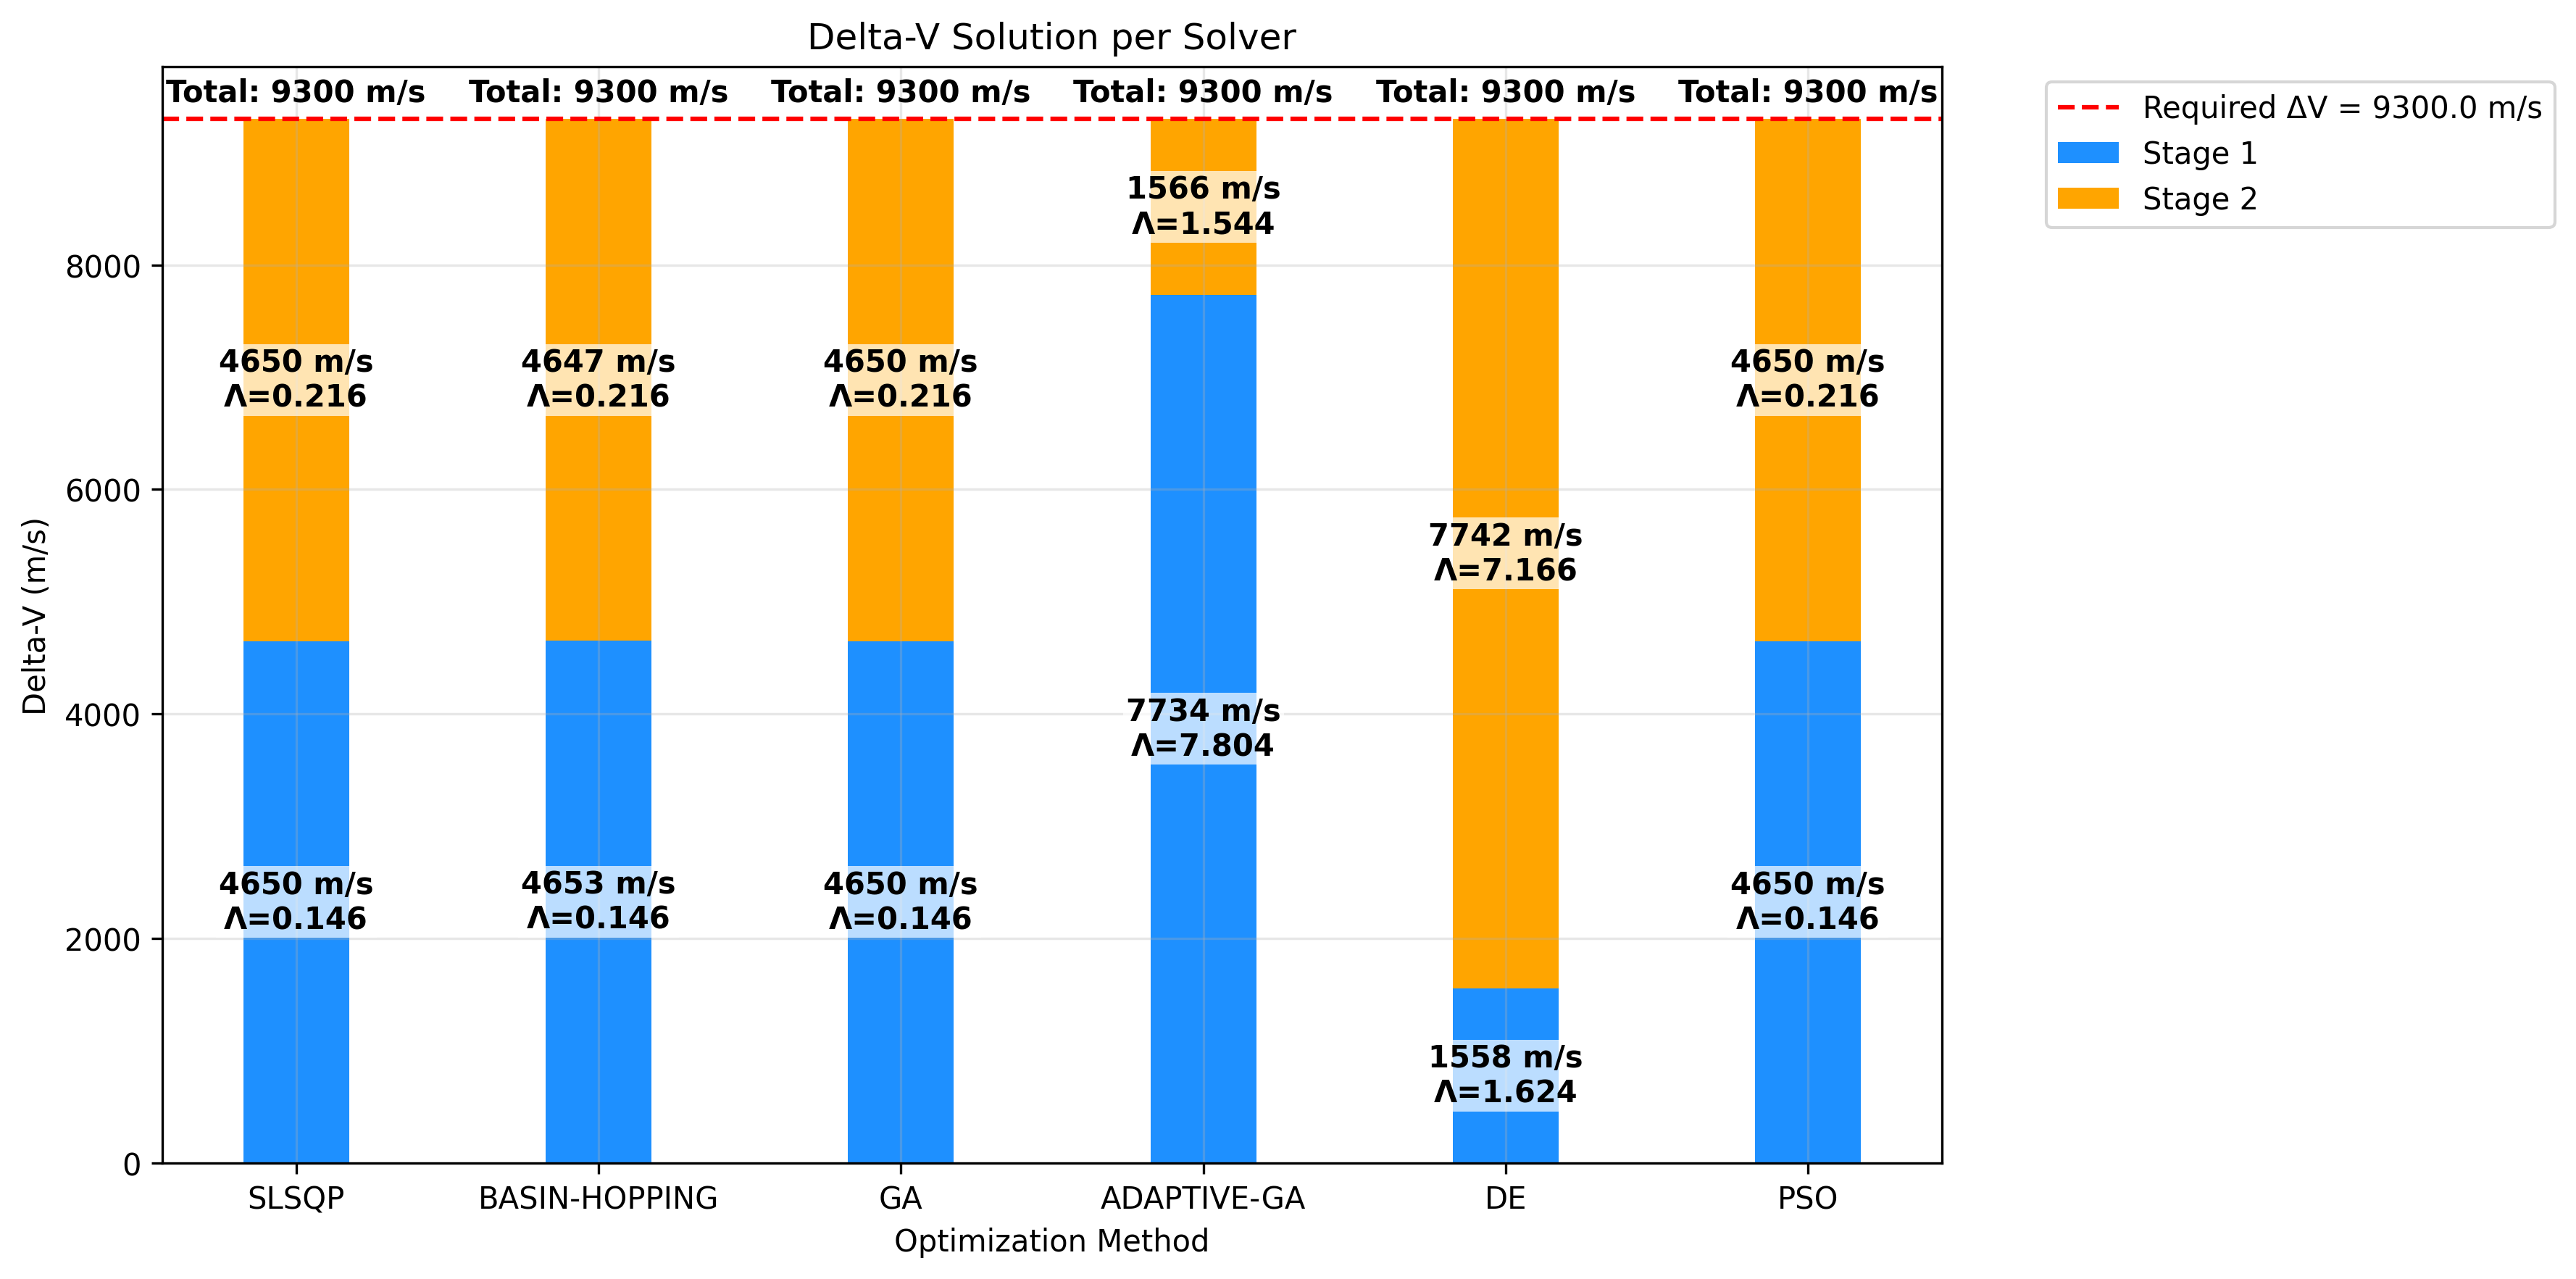 Delta-V Solution per Solver
Total: 9300 m/s
Total: 9300 m/s
Total: 9300 m/s
Total: 9300 m/s
Total: 9300 m/s
Total: 9300 m/s
Required ΔV = 9300.0 m/s
Stage 1
Stage 2
Delta-V (m/s)
8000
6000
4000
2000
0
4650 m/s
Λ=0.216
4650 m/s
Λ=0.146
4647 m/s
Λ=0.216
4653 m/s
Λ=0.146
4650 m/s
Λ=0.216
4650 m/s
Λ=0.146
1566 m/s
Λ=1.544
7734 m/s
Λ=7.804
7742 m/s
Λ=7.166
1558 m/s
Λ=1.624
4650 m/s
Λ=0.216
4650 m/s
Λ=0.146
SLSQP
BASIN-HOPPING
GA
ADAPTIVE-GA
DE
PSO
Optimization Method